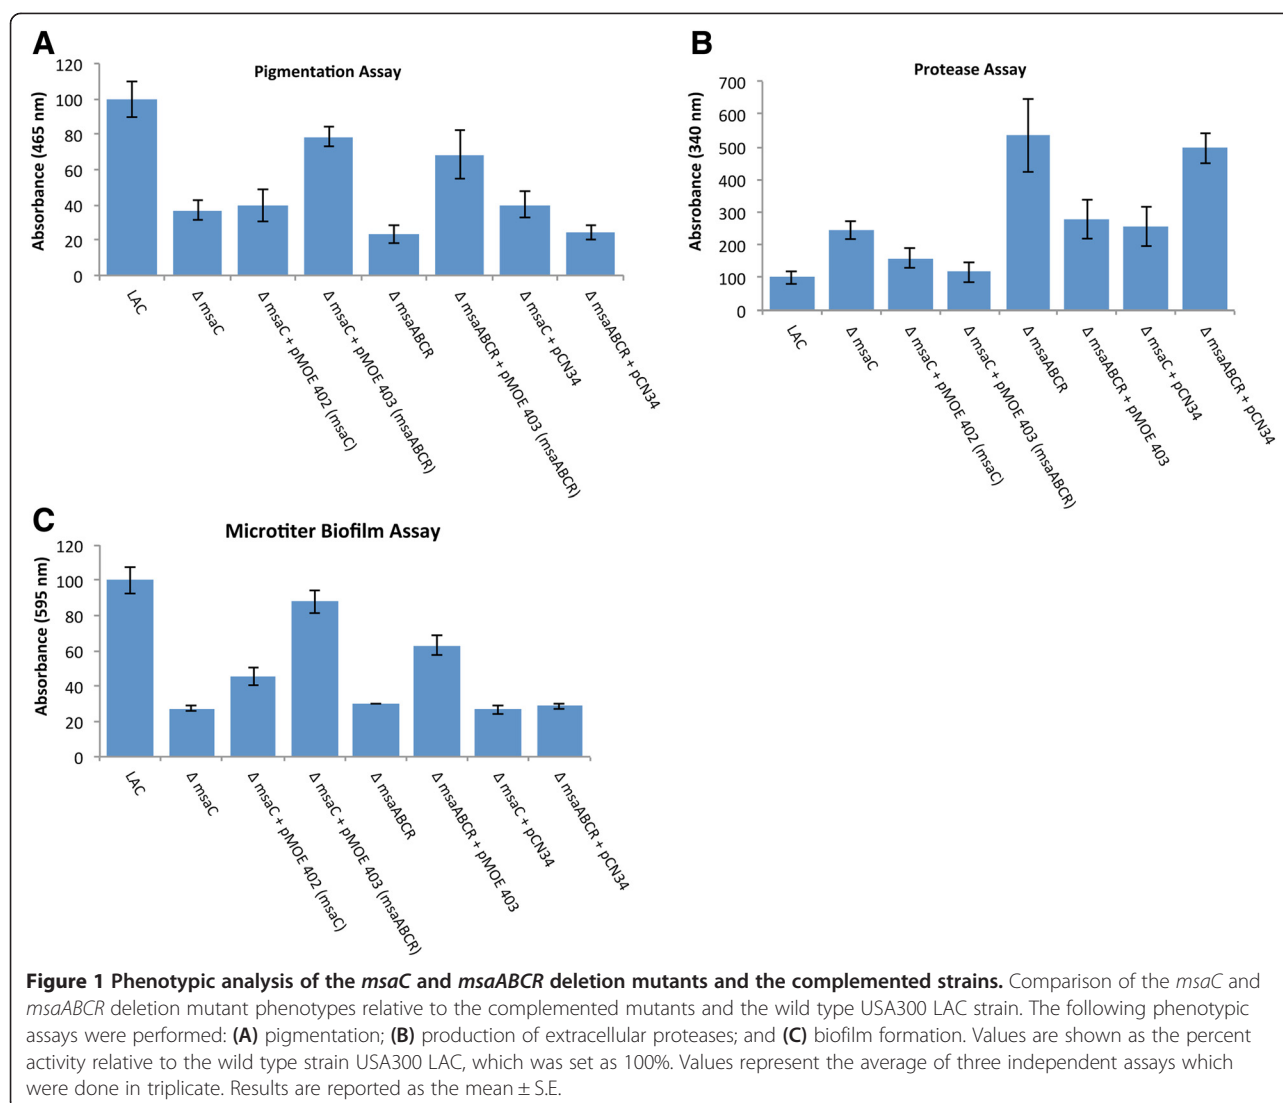 A
Pigmentation Assay
Absorbance (465 nm)
120
100
80
60
40
20
0
LAC
Δ msaC
Δ msaC + pMOE 402 (msaC)
Δ msaC + pMOE 403 (msaABCR)
Δ msaABCR
Δ msaABCR + pMOE 403 (msaABCR)
Δ msaC + pCN34
Δ msaABCR + pCN34
B
Protease Assay
Absrobance (340 nm)
700
600
500
400
300
200
100
0
LAC
Δ msaC
Δ msaC + pMOE 402 (msaC)
Δ msaC + pMOE 403 (msaABCR)
Δ msaABCR
Δ msaABCR + pMOE 403
Δ msaC + pCN34
Δ msaABCR + pCN34
C
Microtiter Biofilm Assay
Absorbance (595 nm)
120
100
80
60
40
20
0
LAC
Δ msaC
Δ msaC + pMOE 402 (msaC)
Δ msaC + pMOE 403 (msaABCR)
Δ msaABCR
Δ msaABCR + pMOE 403
Δ msaC + pCN34
Δ msaABCR + pCN34
Figure 1 Phenotypic analysis of the msaC and msaABCR deletion mutants and the complemented strains. Comparison of the msaC and
msaABCR deletion mutant phenotypes relative to the complemented mutants and the wild type USA300 LAC strain. The following phenotypic
assays were performed: (A) pigmentation; (B) production of extracellular proteases; and (C) biofilm formation. Values are shown as the percent
activity relative to the wild type strain USA300 LAC, which was set as 100%. Values represent the average of three independent assays which
were done in triplicate. Results are reported as the mean ± S.E.